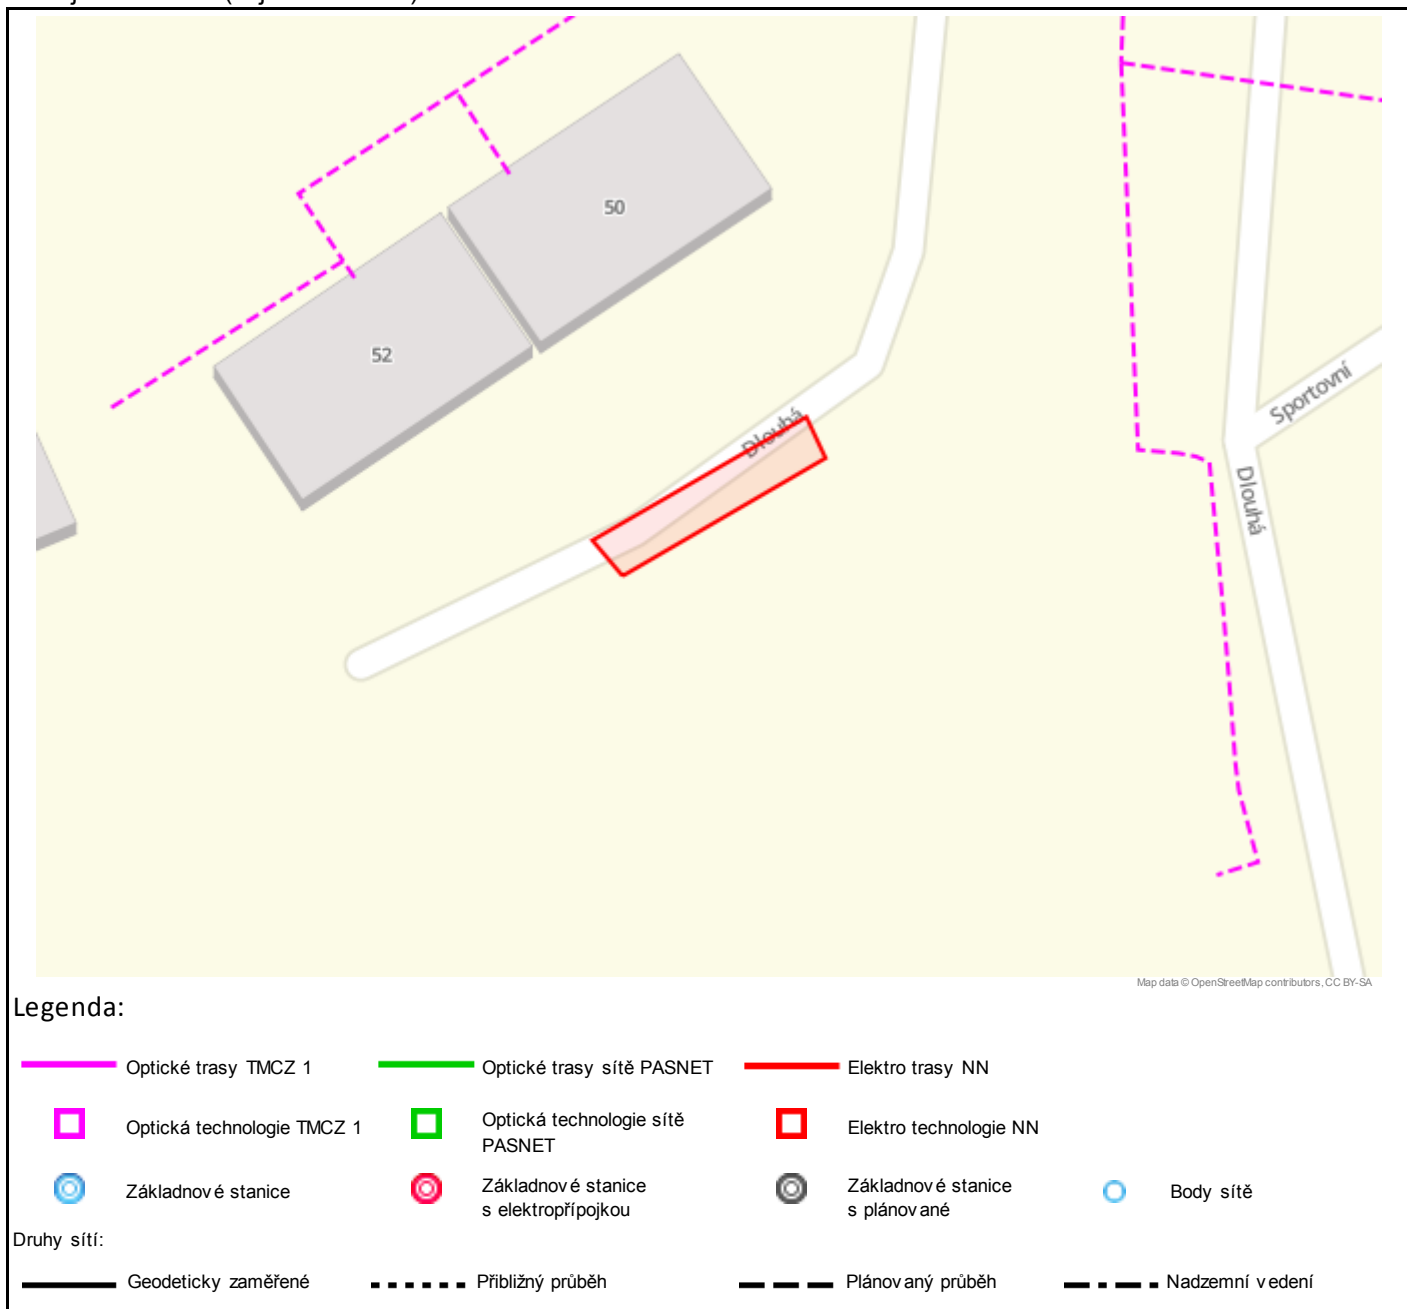 50
52
Dlouhá
Sportovní
Dlouhá
Map data © OpenStreetMap contributors, CC BY-SA
Legenda:
Optické trasy TMCZ 1
Optické trasy sítě PASNET
Elektro trasy NN
Optická technologie TMCZ 1
Optická technologie sítě
PASNET
Elektro technologie NN
Základnové stanice
Základnové stanice
s elektropřípojkou
Základnové stanice
s plánované
Body sítě
Druhy sítí:
Geodeticky zaměřené
Přibližný průběh
Plánovaný průběh
Nadzemní vedení